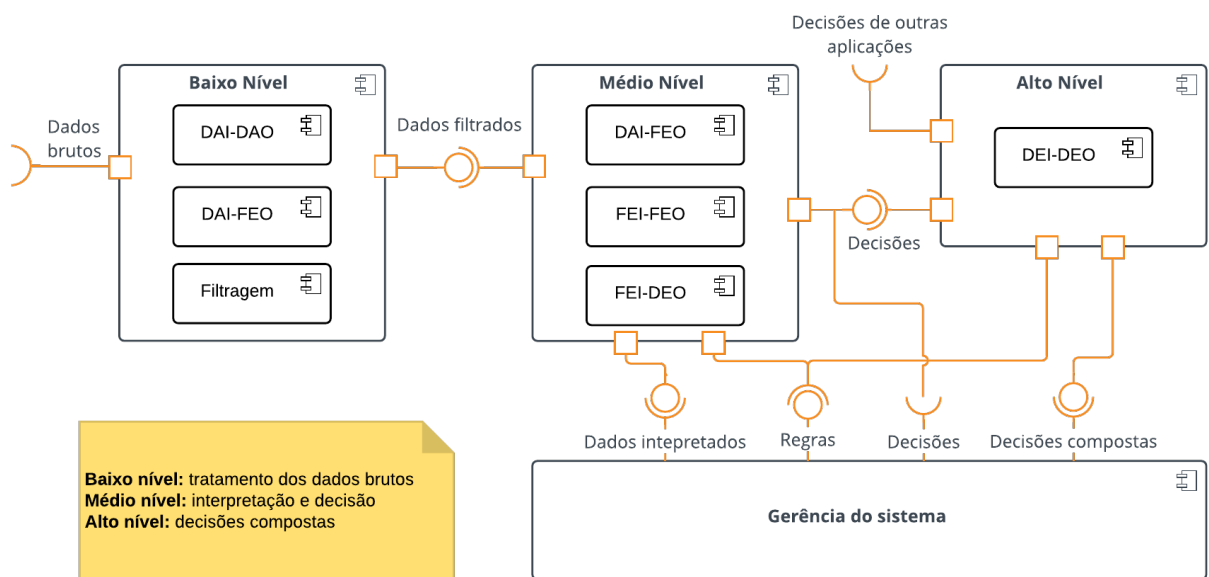 Decisões de outras
aplicações
Baixo Nível
Médio Nível
Alto Nível
Dados
brutos
DAI-DAO
Dados filtrados
DAI-FEO
DEI-DEO
DAI-FEO
FEI-FEO
Decisões
Filtragem
FEI-DEO
Dados intepretados
Regras
Decisões
Decisões compostas
Baixo nível: tratamento dos dados brutos
Médio nível: interpretação e decisão
Alto nível: decisões compostas
Gerência do sistema